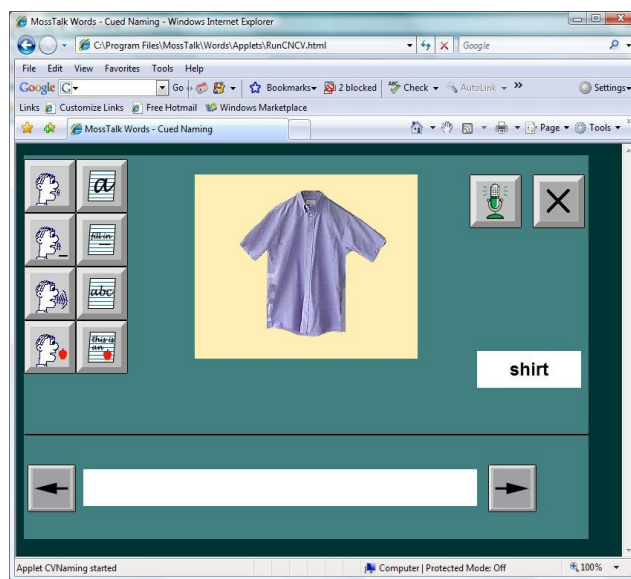 MossTalk Words - Cued Naming - Windows Internet Explorer
C:\Program Files\MossTalk\Words\Applets\RunCNCV.html
Google
File Edit View Favorites Tools Help
Google G Go Bookmarks 2 blocked Check AutoLink » Settings
Links Customize Links Free Hotmail Windows Marketplace
MossTalk Words - Cued Naming
Page Tools »
a
fill in
abc
this is
an
shirt
Applet CVNaming started
Computer | Protected Mode: Off
100%